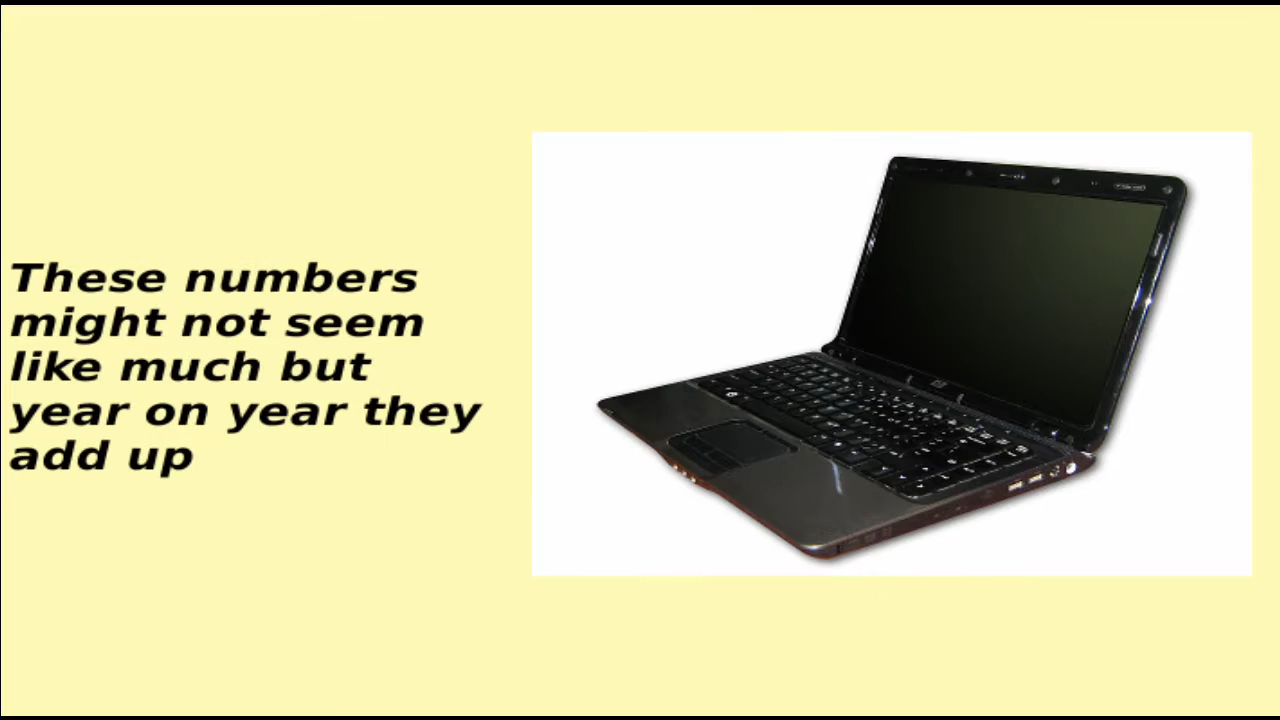 These numbers
might not seem
like much but
year on year they
add up